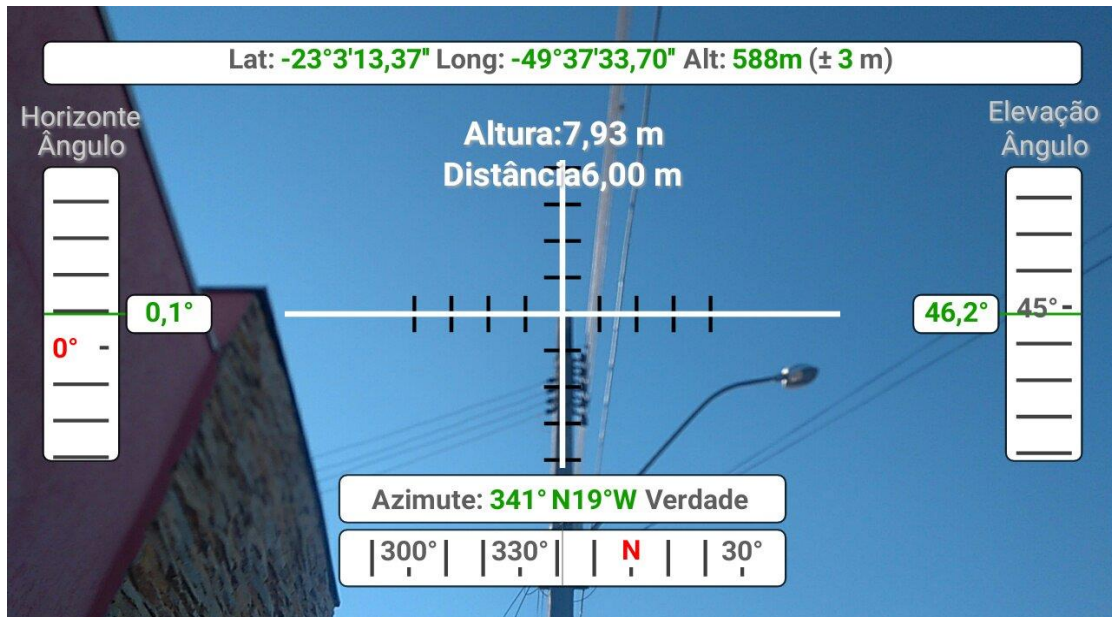 Lat: -23°3'13,37" Long: -49°37'33,70" Alt: 588m (± 3 m)
Horizonte
Ângulo
Elevação
Ângulo
Altura:7,93 m
Distância6,00 m
0,1°
0°
46,2°
45°
Azimute: 341° N19°W Verdade
300° 330° N 30°